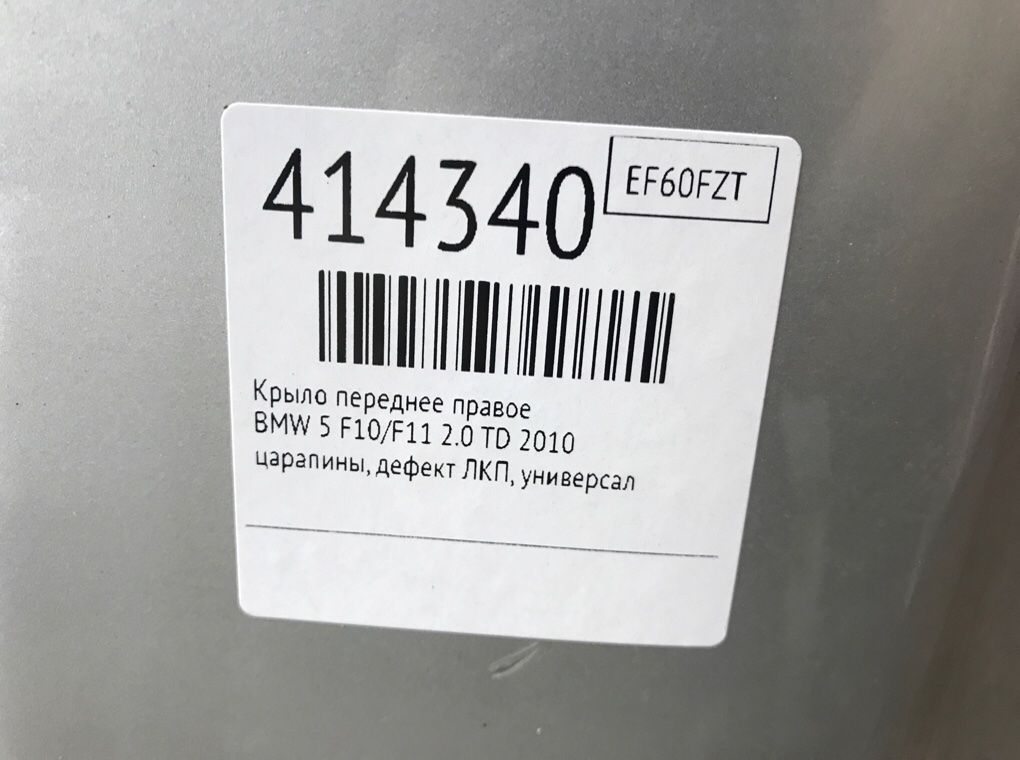 414340
EF60FZT
Крыло переднее правое
BMW 5 F10/F11 2.0 TD 2010
царапины, дефект ЛКП, универсал